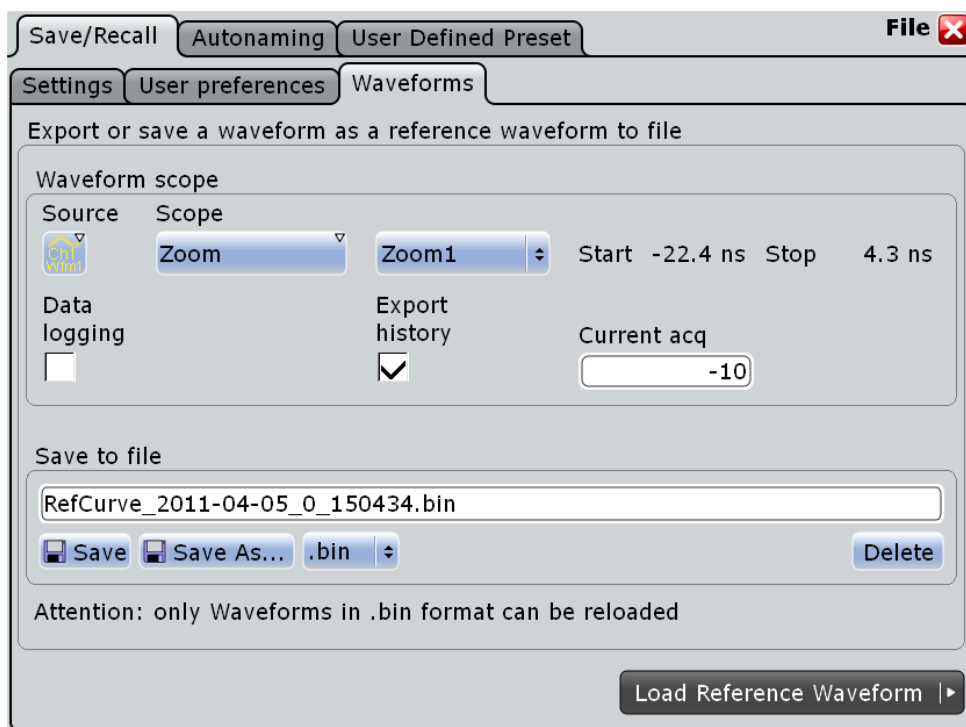 Save/Recall Autonaming User Defined Preset File
Settings User preferences Waveforms
Export or save a waveform as a reference waveform to file
Waveform scope
Source Scope
Ch1 Wfm1 Zoom Zoom1 Start -22.4 ns Stop 4.3 ns
Data logging Export history Current acq
-10
Save to file
RefCurve_2011-04-05_0_150434.bin
Save Save As... .bin Delete
Attention: only Waveforms in .bin format can be reloaded
Load Reference Waveform